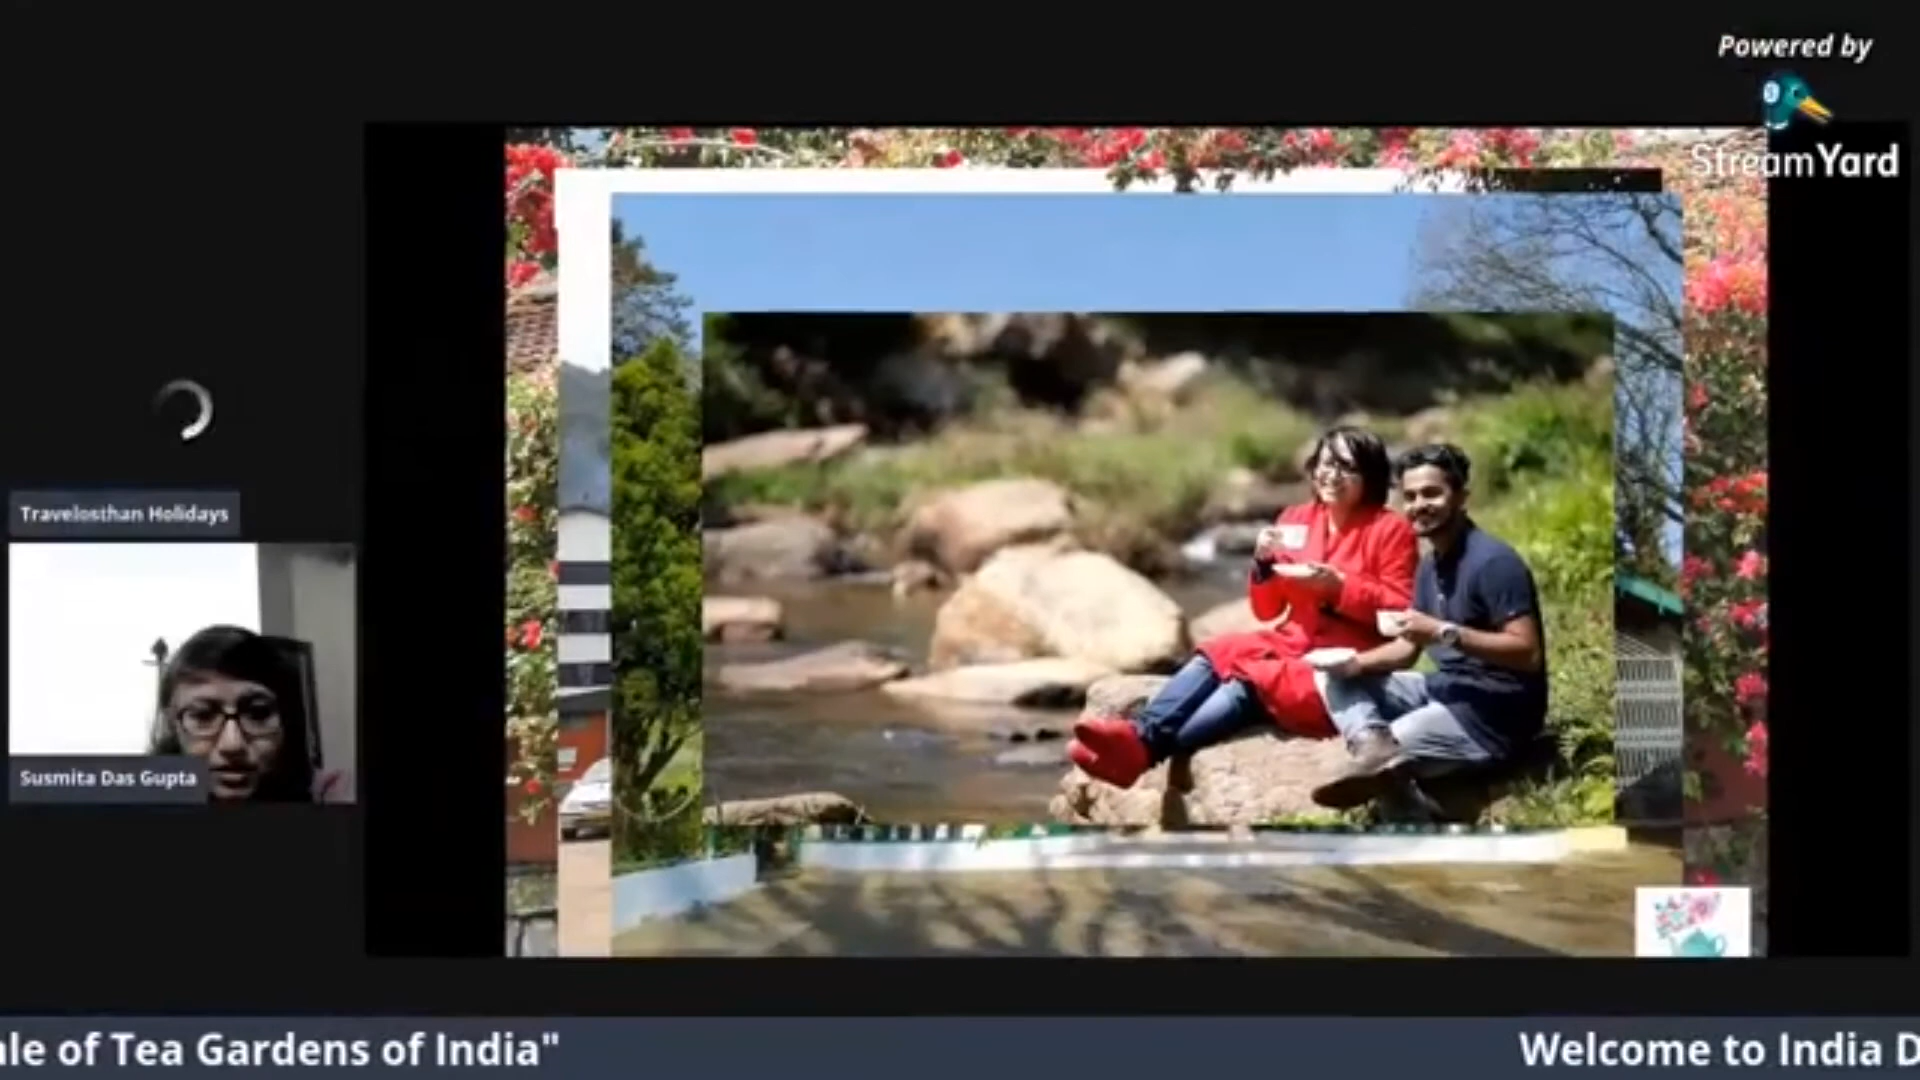 Powered by
StreamYard
Travelosthan Holidays
Susmita Das Gupta
ale of Tea Gardens of India"
Welcome to India D